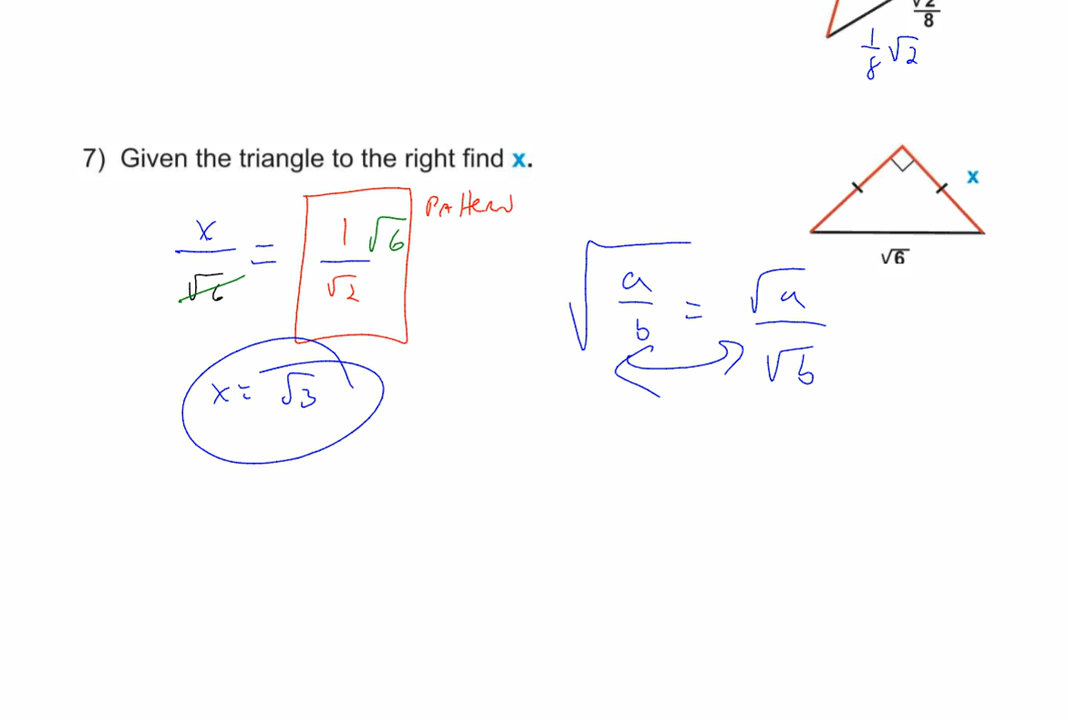 √2/8
1/8 √2
7) Given the triangle to the right find x.
x
√6
PAttern
x/√6 = 1√6/√2
√(a/b) = √a/√b
x = √3